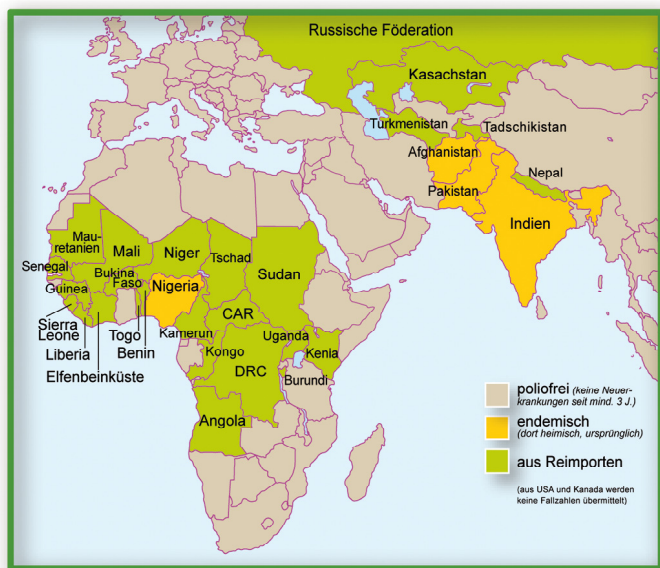 Russische Föderation
Kasachstan
Türkmenistan
Tadschikistan
Afghanistan
Nepal
Pakistan
Indien
Mau-
retanien
Mali
Niger
Tschad
Sudan
Senegal
Bukina
Faso
Guinea
Nigeria
CAR
Sierra
Leone
Togo
Kamerun
Uganda
Kenia
Liberia
Benin
Kongo
DRC
Elfenbeinküste
Burundi
Angola
poliofrei (keine Neuer-
krankungen seit mind. 3 J.)
endemisch
(dort heimisch, ursprünglich)
aus Reimporten
(aus USA und Kanada werden
keine Fallzahlen übermittelt)